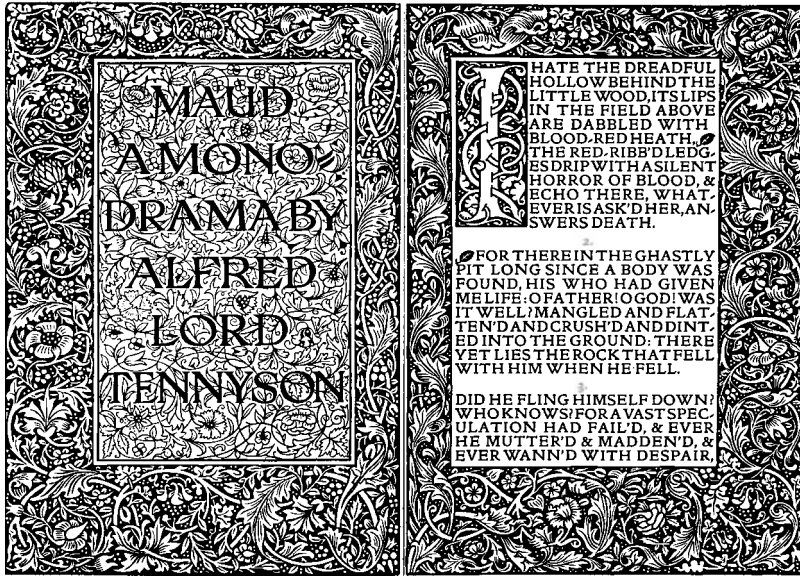 MAUD
A MONO-
DRAMA BY
ALFRED
LORD
TENNYSON
I HATE THE DREADFUL
HOLLOW BEHIND THE
LITTLE WOOD, ITS LIPS
IN THE FIELD ABOVE
ARE DABBLED WITH
BLOOD-RED HEATH,
THE RED-RIBB'D LEDG-
ES DRIP WITH A SILENT
HORROR OF BLOOD, &
ECHO THERE, WHAT-
EVER IS ASK'D HER, AN-
SWERS DEATH.
2.
FOR THERE IN THE GHASTLY
PIT LONG SINCE A BODY WAS
FOUND, HIS WHO HAD GIVEN
ME LIFE: O FATHER! O GOD! WAS
IT WELL? MANGLED AND FLAT-
TEN'D AND CRUSH'D AND DINT-
ED INTO THE GROUND: THERE
YET LIES THE ROCK THAT FELL
WITH HIM WHEN HE FELL.
3.
DID HE FLING HIMSELF DOWN?
WHO KNOWS? FOR A VAST SPEC-
ULATION HAD FAIL'D, & EVER
HE MUTTER'D & MADDEN'D, &
EVER WANN'D WITH DESPAIR,